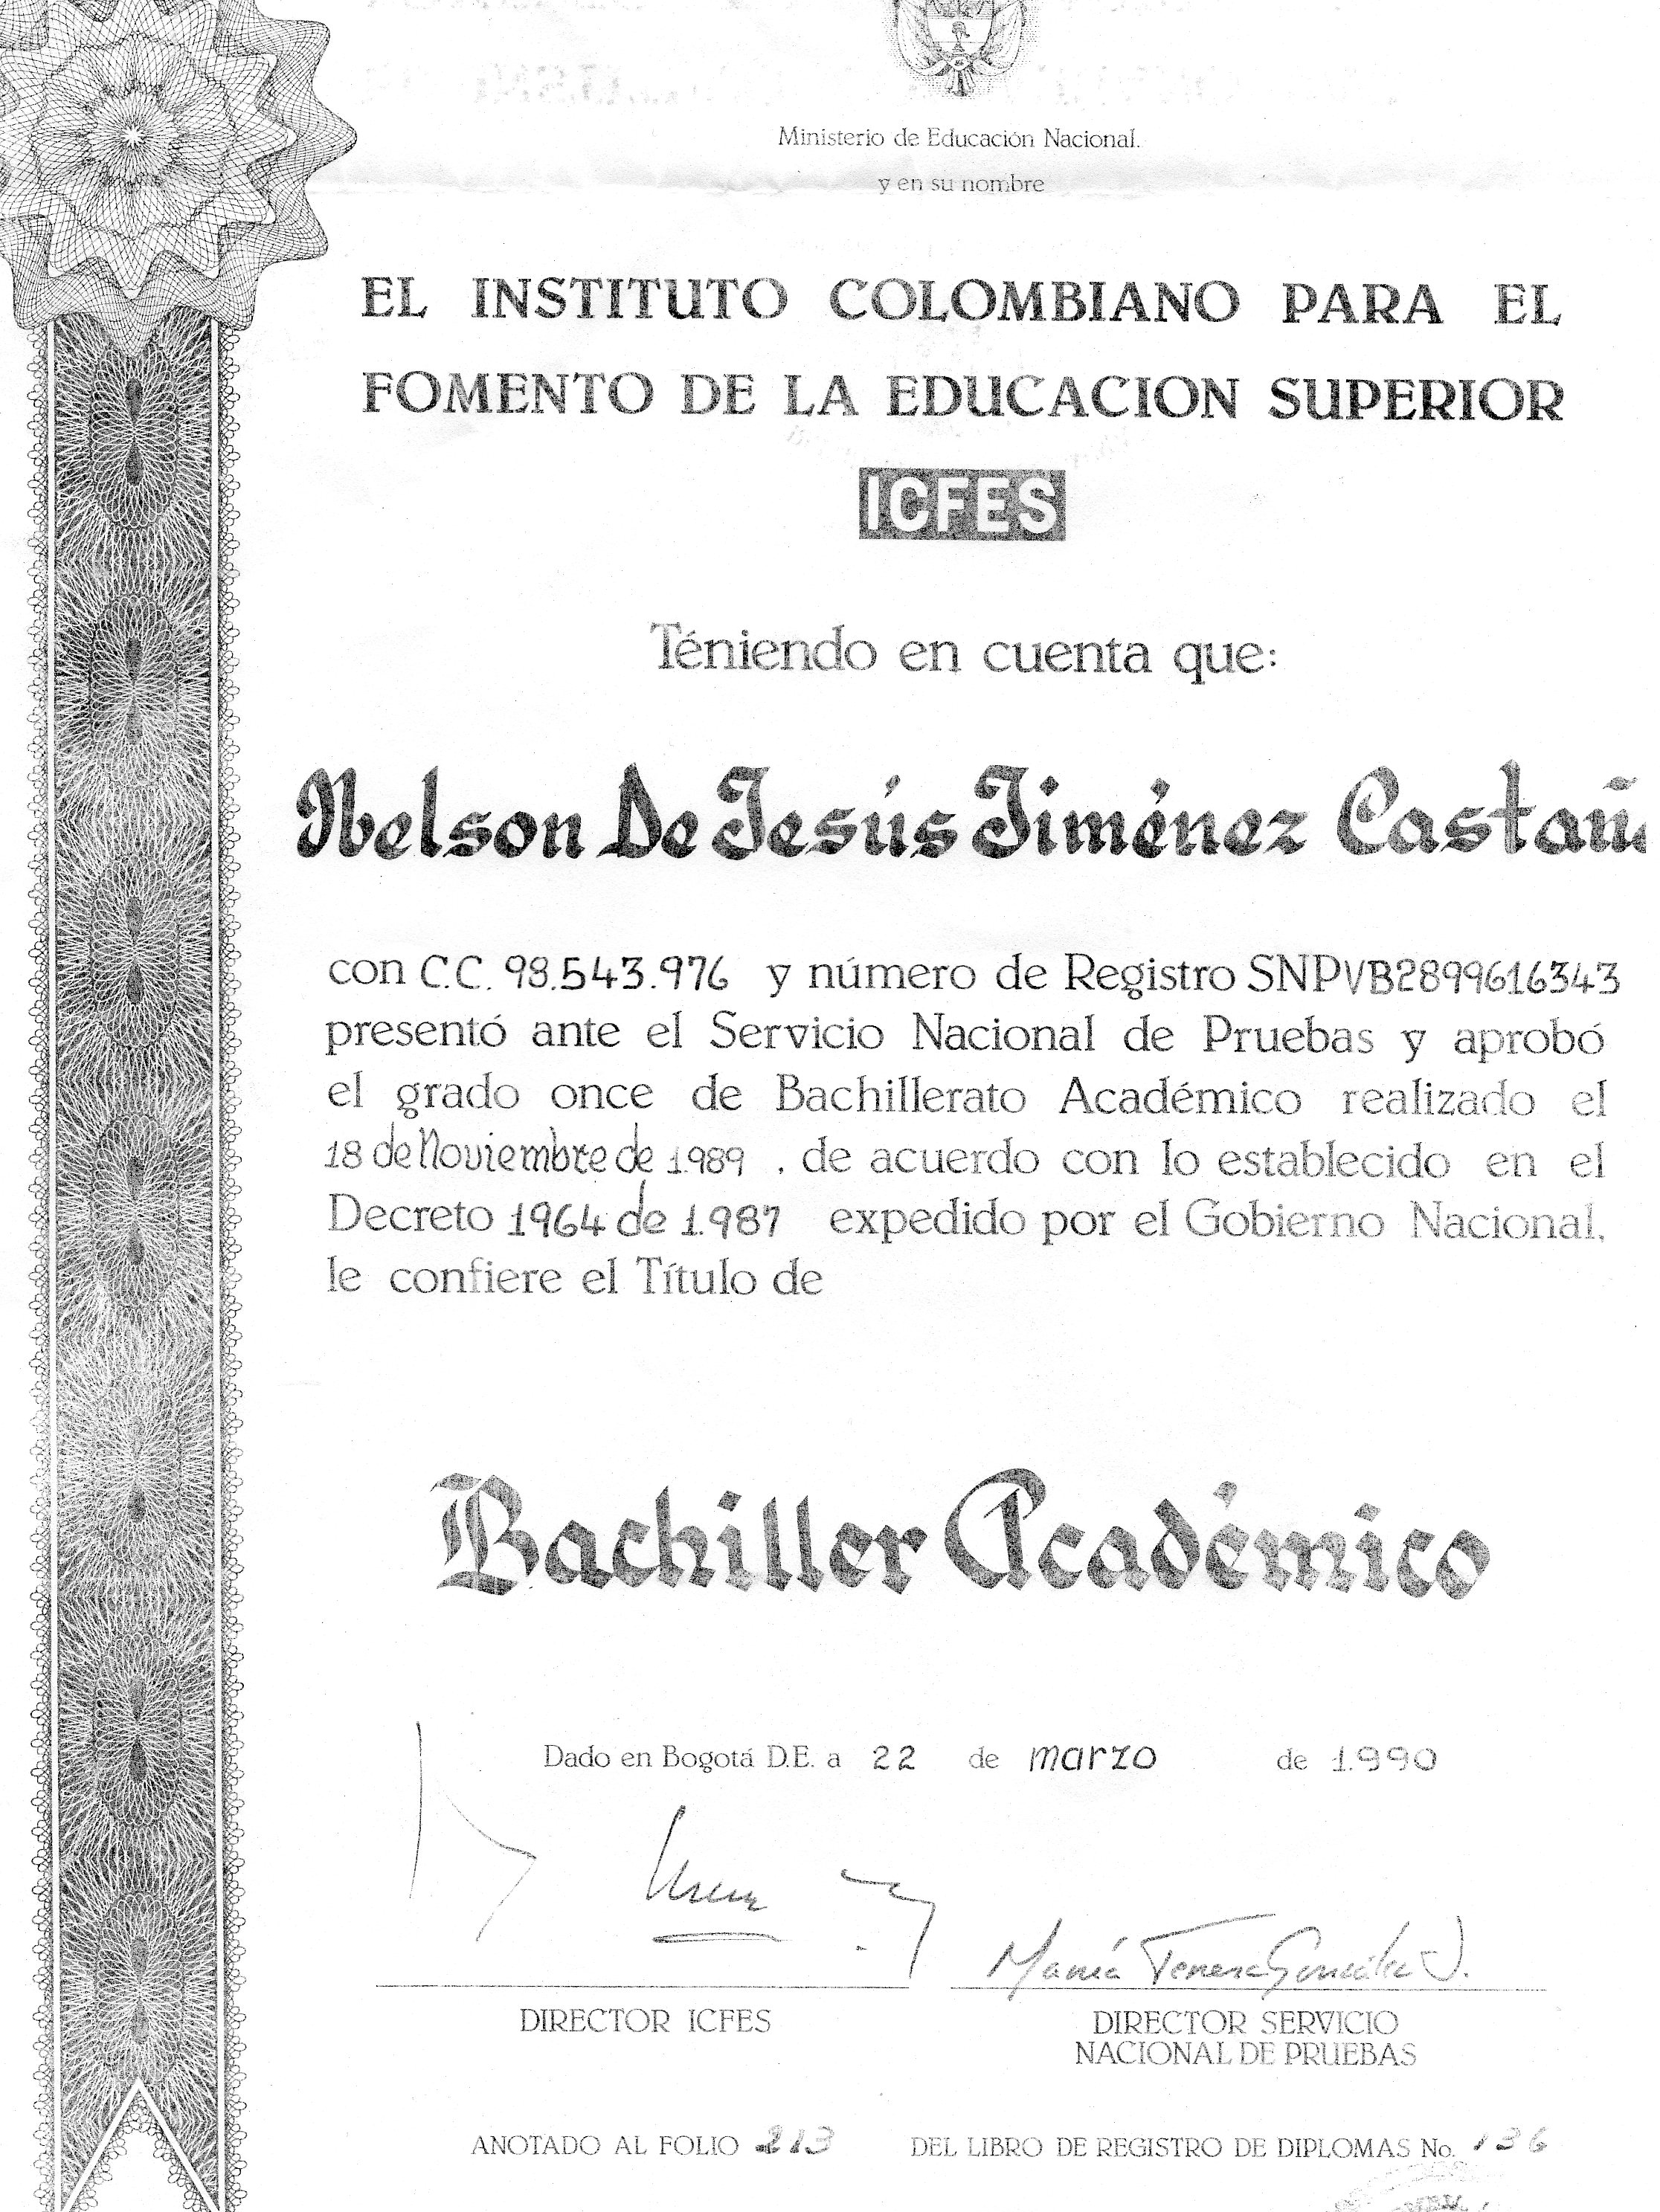 Ministerio de Educación Nacional.
y en su nombre
EL INSTITUTO COLOMBIANO PARA EL
FOMENTO DE LA EDUCACION SUPERIOR
ICFES
Téniendo en cuenta que:
Nelson De Jesús Jiménez Castañ
con C.C. 98.543.976 y número de Registro SNPVB2899616343
presentó ante el Servicio Nacional de Pruebas y aprobó
el grado once de Bachillerato Académico realizado el
18 de Noviembre de 1.989 , de acuerdo con lo establecido en el
Decreto 1964 de 1.987 expedido por el Gobierno Nacional,
le confiere el Título de
Bachiller Académico
Dado en Bogotá D.E. a 22 de marzo de 1.990
María Teresa González J.
DIRECTOR ICFES
DIRECTOR SERVICIO
NACIONAL DE PRUEBAS
ANOTADO AL FOLIO 213 DEL LIBRO DE REGISTRO DE DIPLOMAS No. 136